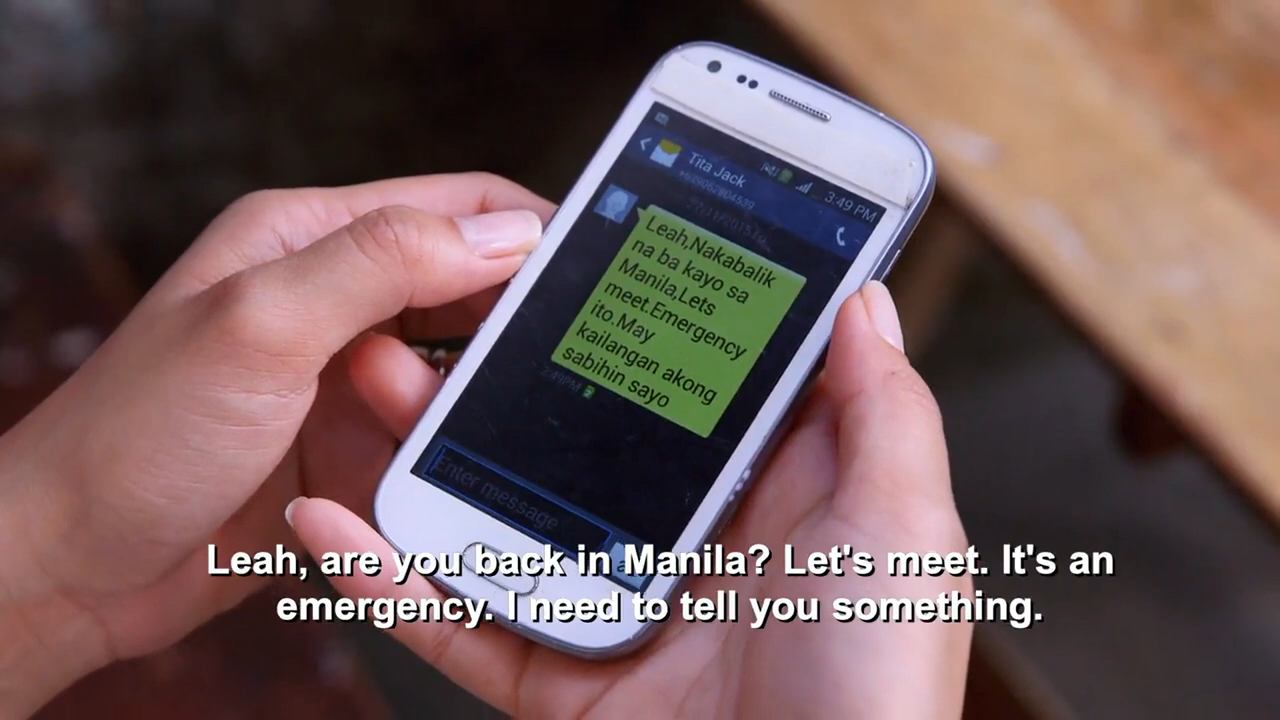 3:49 PM
Tita Jack
Leah,Nakabalik
na ba kayo sa
Manila,Lets
meet.Emergency
ito.May
kailangan akong
sabihin sayo
Enter message
Leah, are you back in Manila? Let's meet. It's an
emergency. I need to tell you something.